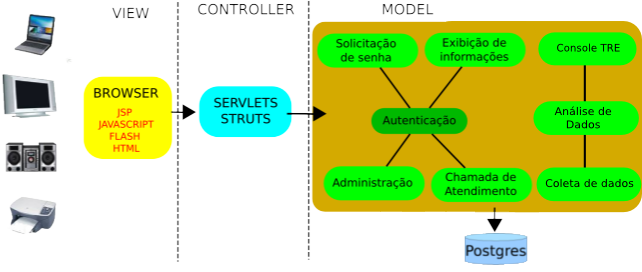 VIEW
CONTROLLER
MODEL
BROWSER
JSP
JAVASCRIPT
FLASH
HTML
SERVLETS
STRUTS
Solicitação
de senha
Exibição de
informações
Autenticação
Administração
Chamada de
Atendimento
Console TRE
Análise de
Dados
Coleta de dados
Postgres